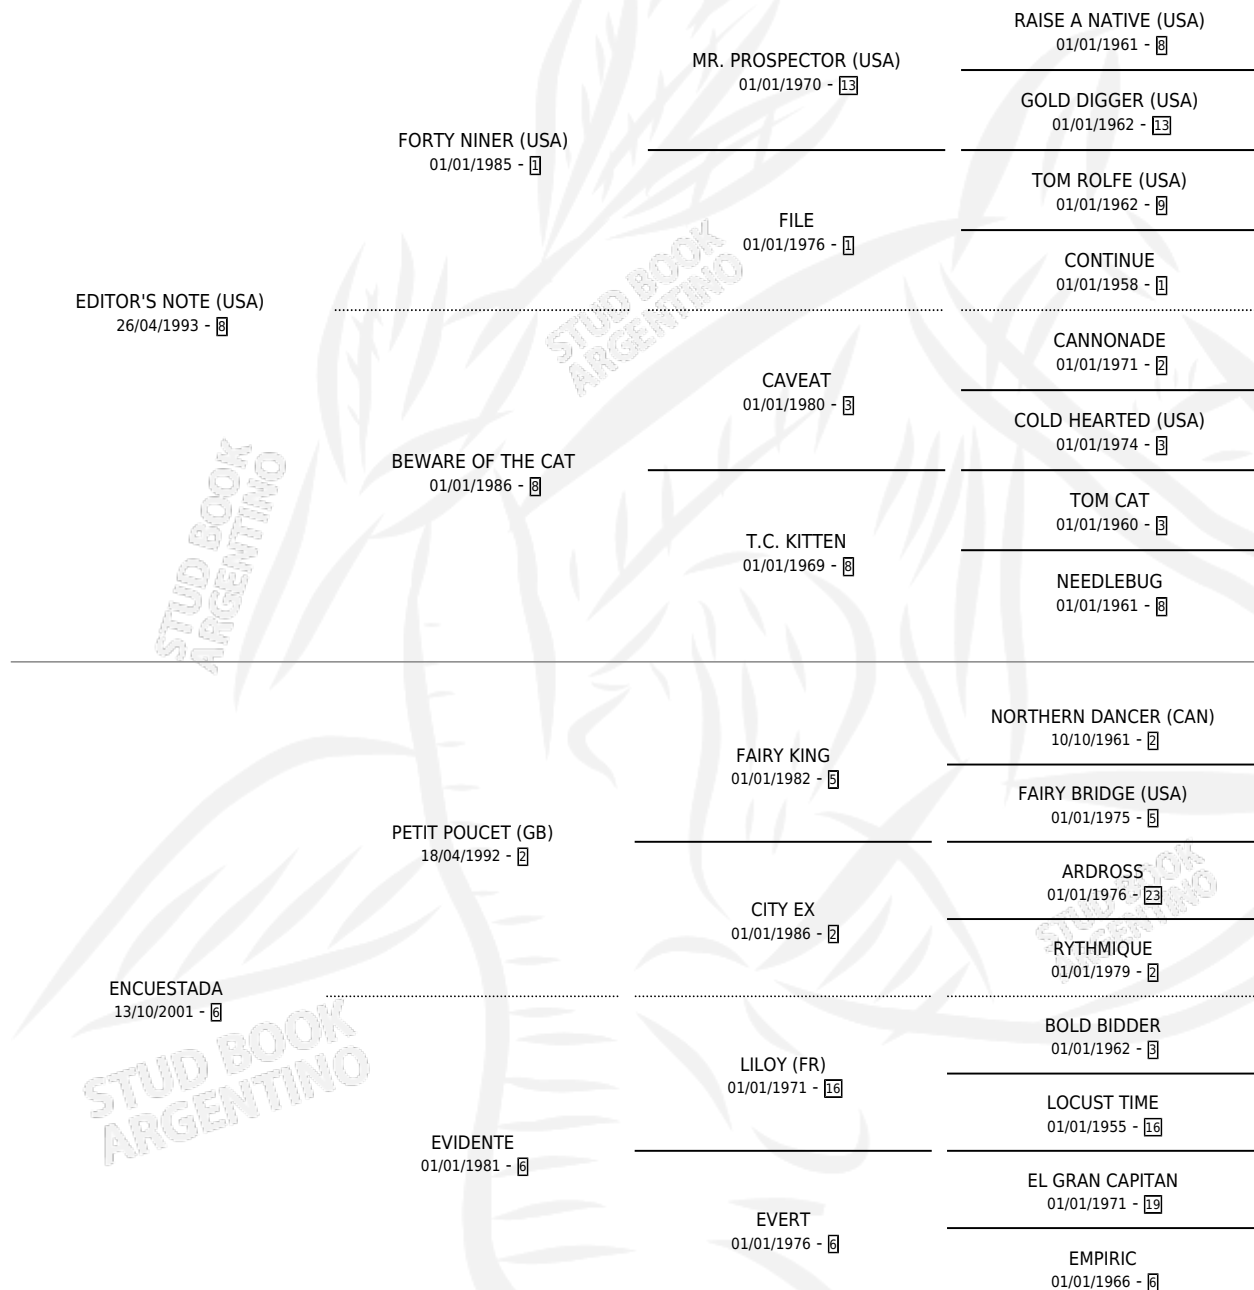 RAISE A NATIVE (USA)
01/01/1961 - 8
MR. PROSPECTOR (USA)
01/01/1970 - 13
GOLD DIGGER (USA)
01/01/1962 - 13
FORTY NINER (USA)
01/01/1985 - 1
TOM ROLFE (USA)
01/01/1962 - 9
FILE
01/01/1976 - 1
CONTINUE
01/01/1958 - 1
EDITOR'S NOTE (USA)
26/04/1993 - 8
CANNONADE
01/01/1971 - 2
CAVEAT
01/01/1980 - 3
COLD HEARTED (USA)
01/01/1974 - 3
BEWARE OF THE CAT
01/01/1986 - 8
TOM CAT
01/01/1960 - 3
T.C. KITTEN
01/01/1969 - 8
NEEDLEBUG
01/01/1961 - 8
NORTHERN DANCER (CAN)
10/10/1961 - 2
FAIRY KING
01/01/1982 - 5
FAIRY BRIDGE (USA)
01/01/1975 - 5
PETIT POUCET (GB)
18/04/1992 - 2
ARDROSS
01/01/1976 - 23
CITY EX
01/01/1986 - 2
RYTHMIQUE
01/01/1979 - 2
ENCUESTADA
13/10/2001 - 6
BOLD BIDDER
01/01/1962 - 3
LILOY (FR)
01/01/1971 - 16
LOCUST TIME
01/01/1955 - 16
EVIDENTE
01/01/1981 - 6
EL GRAN CAPITAN
01/01/1971 - 19
EVERT
01/01/1976 - 6
EMPIRIC
01/01/1966 - 6
STUD BOOK
ARGENTINO
STUD BOOK
ARGENTINO
STUD BOOK
ARGENTINO
STUD BOOK
ARGENTINO